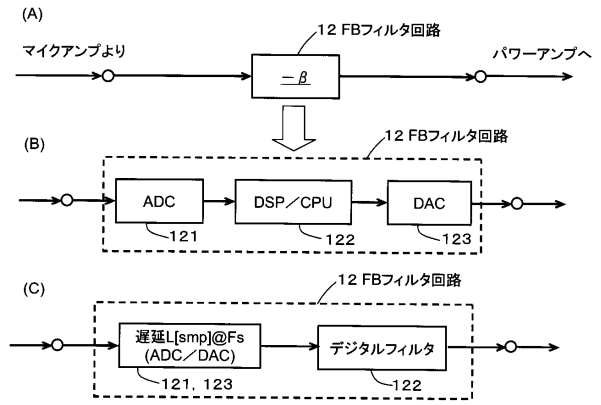 (A)
12 FBフィルタ回路
マイクアンプより
パワーアンプへ
－β
(B)
12 FBフィルタ回路
ADC
DSP／CPU
DAC
121
122
123
(C)
12 FBフィルタ回路
遅延L[smp]@Fs
(ADC／DAC)
デジタルフィルタ
121, 123
122